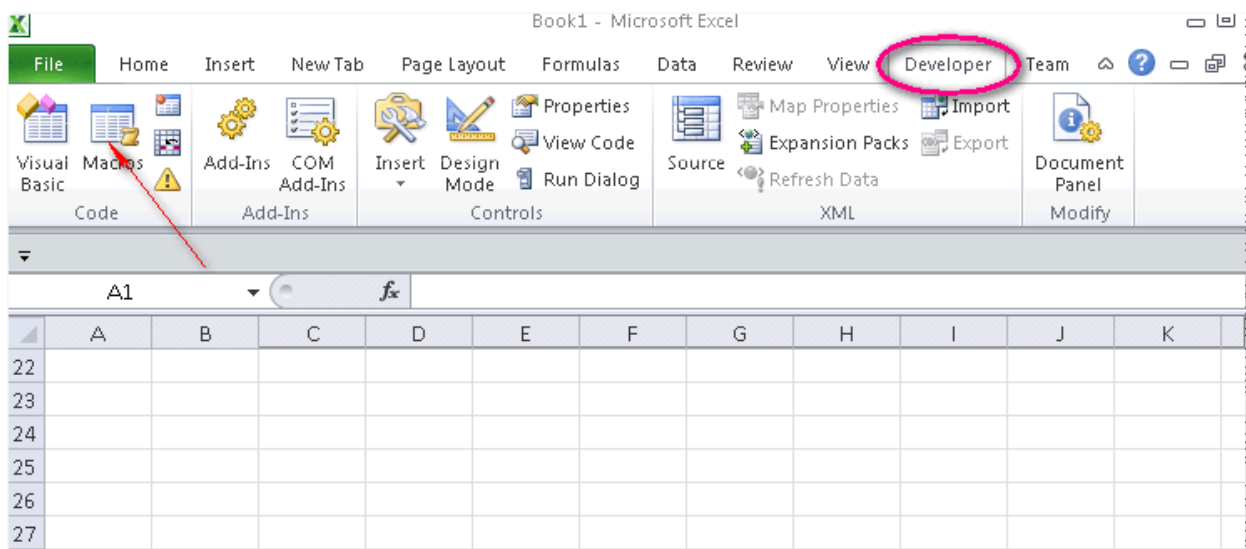 Book1 - Microsoft Excel
File Home Insert New Tab Page Layout Formulas Data Review View Developer Team
Visual Basic
Macros
Code
Add-Ins
COM Add-Ins
Add-Ins
Insert
Design Mode
Properties
View Code
Run Dialog
Controls
Source
Map Properties
Expansion Packs
Refresh Data
Import
Export
XML
Document Panel
Modify
A1
fx
A B C D E F G H I J K
22
23
24
25
26
27